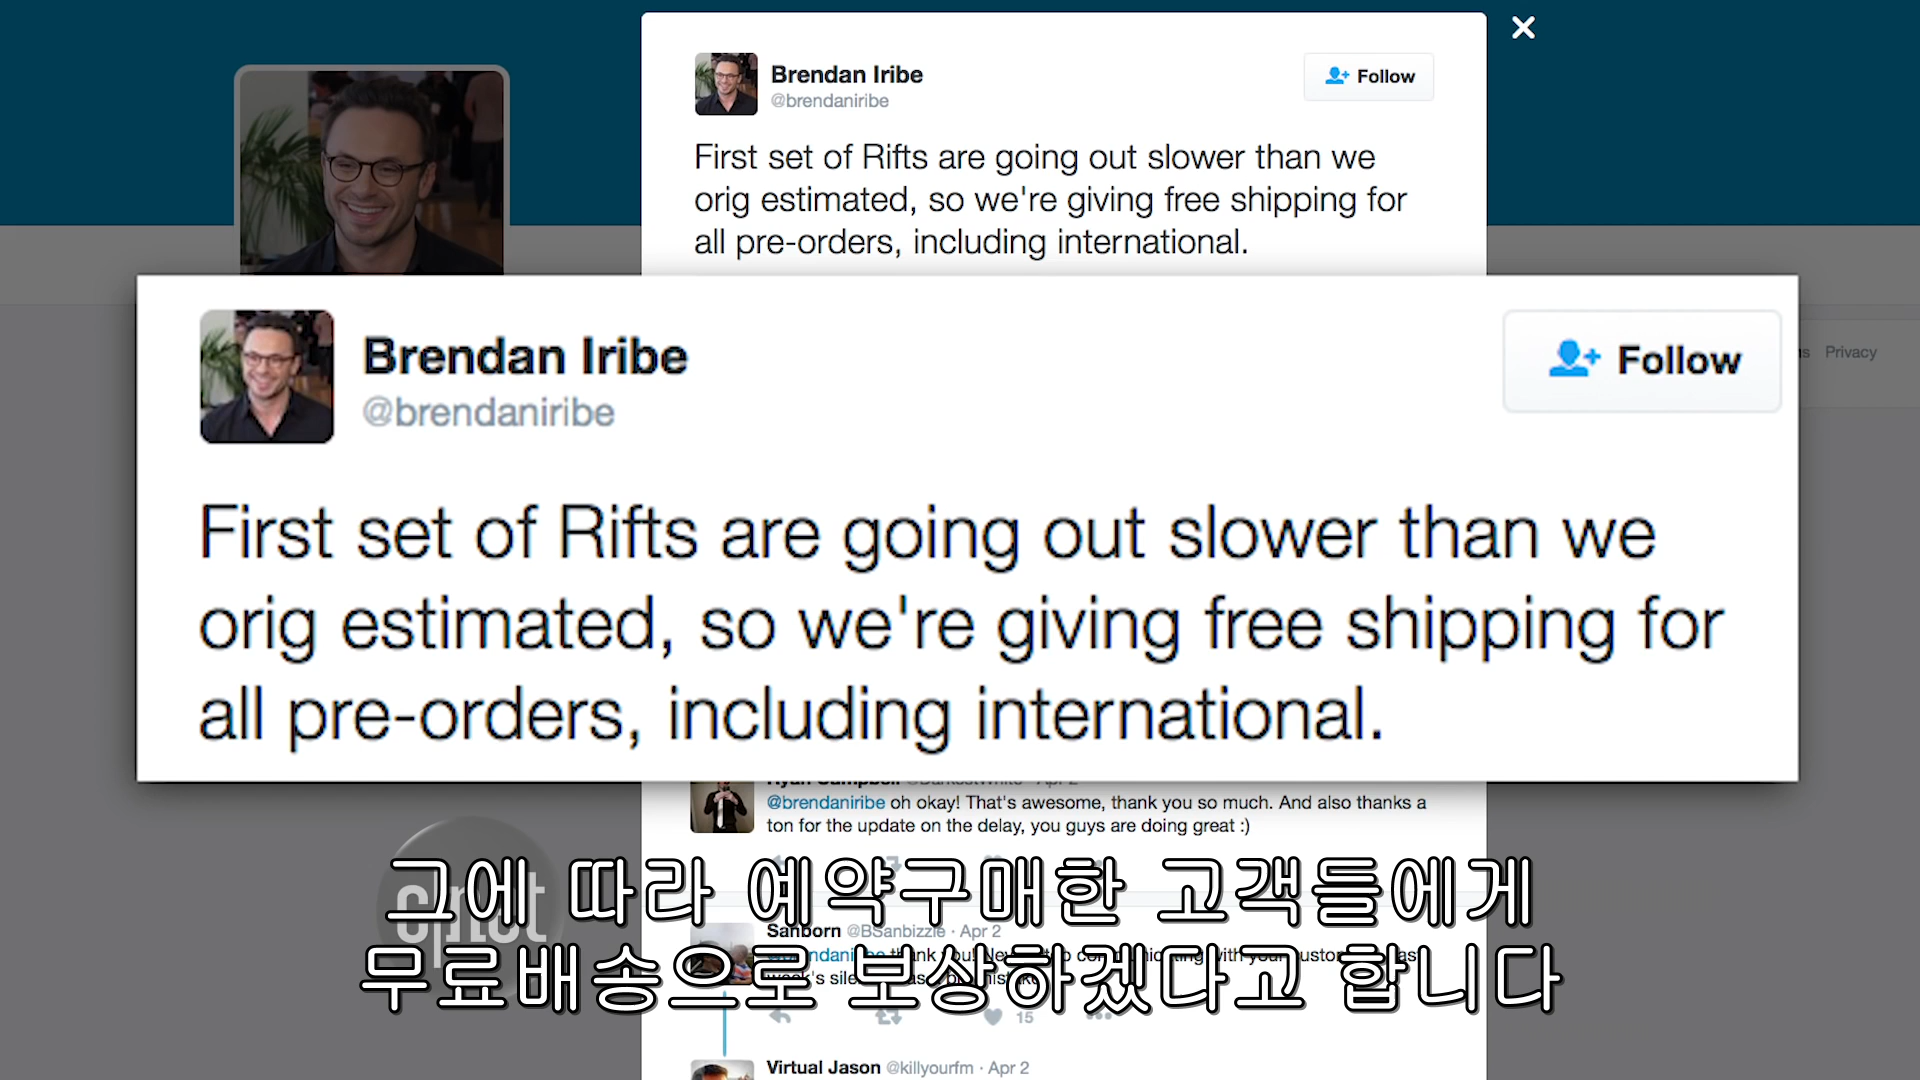 Brendan Iribe
@brendaniribe
Follow
First set of Rifts are going out slower than we
orig estimated, so we're giving free shipping for
all pre-orders, including international.
Brendan Iribe
@brendaniribe
Follow
First set of Rifts are going out slower than we
orig estimated, so we're giving free shipping for
all pre-orders, including international.
Privacy
@brendaniribe oh okay! That's awesome, thank you so much. And also thanks a
ton for the update on the delay, you guys are doing great :)
그에 따라 예약구매한 고객들에게
cnet
Sanborn @BSanbizzle · Apr 2
무료배송으로 보상하겠다고 합니다
15
Virtual Jason @killyourfm · Apr 2